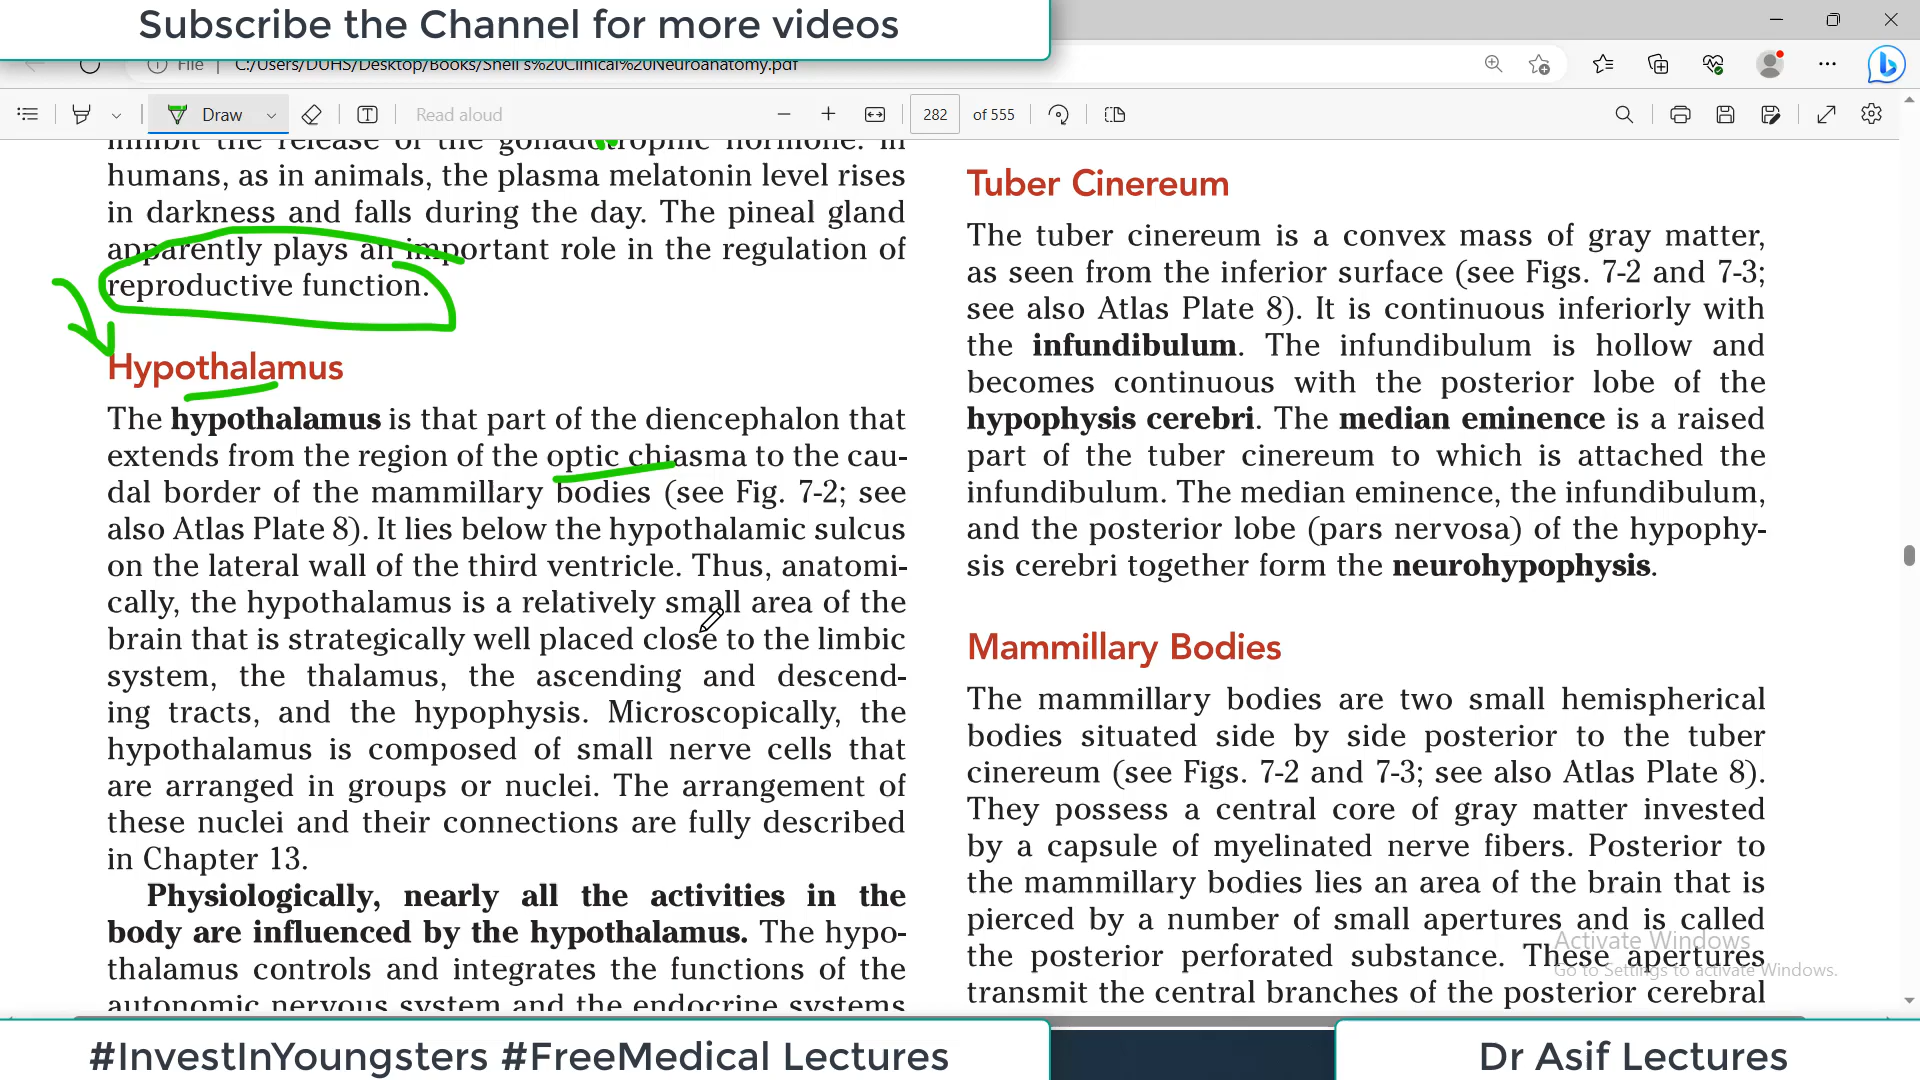 Subscribe the Channel for more videos
File
C:/Users/DUHS/Desktop/Books/Snell's%20Clinical%20Neuroanatomy.pdf
Draw
Read aloud
282 of 555
inhibit the release of the gonadotrophic hormone. In
humans, as in animals, the plasma melatonin level rises
in darkness and falls during the day. The pineal gland
apparently plays an important role in the regulation of
reproductive function.
Hypothalamus
The hypothalamus is that part of the diencephalon that
extends from the region of the optic chiasma to the cau-
dal border of the mammillary bodies (see Fig. 7-2; see
also Atlas Plate 8). It lies below the hypothalamic sulcus
on the lateral wall of the third ventricle. Thus, anatomi-
cally, the hypothalamus is a relatively small area of the
brain that is strategically well placed close to the limbic
system, the thalamus, the ascending and descend-
ing tracts, and the hypophysis. Microscopically, the
hypothalamus is composed of small nerve cells that
are arranged in groups or nuclei. The arrangement of
these nuclei and their connections are fully described
in Chapter 13.
Physiologically, nearly all the activities in the
body are influenced by the hypothalamus. The hypo-
thalamus controls and integrates the functions of the
autonomic nervous system and the endocrine systems
Tuber Cinereum
The tuber cinereum is a convex mass of gray matter,
as seen from the inferior surface (see Figs. 7-2 and 7-3;
see also Atlas Plate 8). It is continuous inferiorly with
the infundibulum. The infundibulum is hollow and
becomes continuous with the posterior lobe of the
hypophysis cerebri. The median eminence is a raised
part of the tuber cinereum to which is attached the
infundibulum. The median eminence, the infundibulum,
and the posterior lobe (pars nervosa) of the hypophy-
sis cerebri together form the neurohypophysis.
Mammillary Bodies
The mammillary bodies are two small hemispherical
bodies situated side by side posterior to the tuber
cinereum (see Figs. 7-2 and 7-3; see also Atlas Plate 8).
They possess a central core of gray matter invested
by a capsule of myelinated nerve fibers. Posterior to
the mammillary bodies lies an area of the brain that is
pierced by a number of small apertures and is called
the posterior perforated substance. These apertures
transmit the central branches of the posterior cerebral
Activate Windows
Go to Settings to activate Windows.
#InvestInYoungsters #FreeMedical Lectures
Dr Asif Lectures